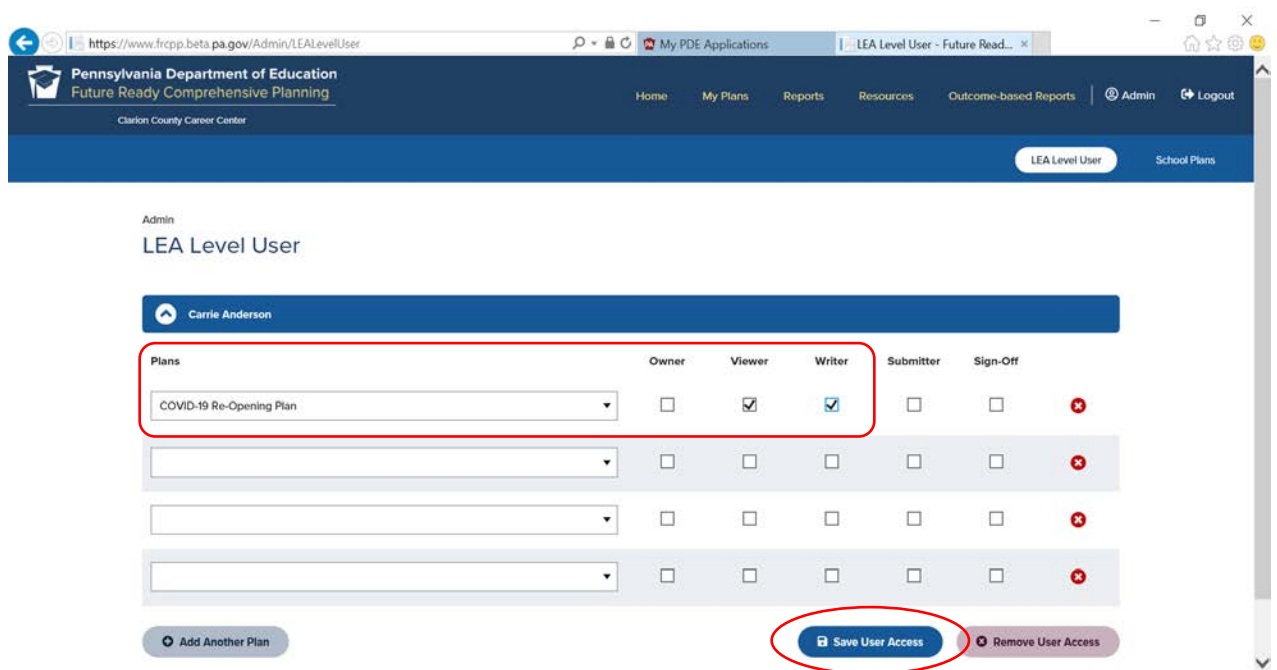 https://www.frcpp.beta.pa.gov/Admin/LEALevelUser
My PDE Applications
LEA Level User - Future Read...
Pennsylvania Department of Education
Future Ready Comprehensive Planning
Clarion County Career Center
Home My Plans Reports Resources Outcome-based Reports Admin Logout
LEA Level User School Plans
Admin
LEA Level User
Carrie Anderson
Plans Owner Viewer Writer Submitter Sign-Off
COVID-19 Re-Opening Plan
Add Another Plan Save User Access Remove User Access